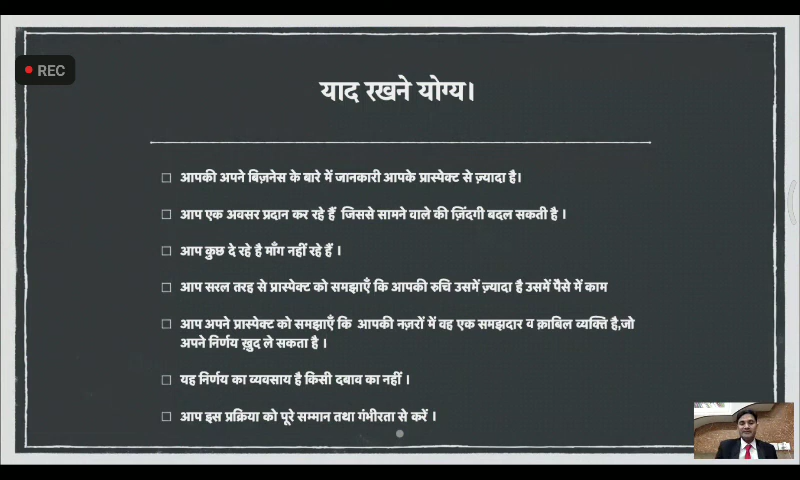 REC
याद रखने योग्य।
आपकी अपने बिज़नेस के बारे में जानकारी आपके प्रास्पेक्ट से ज़्यादा है।
आप एक अवसर प्रदान कर रहे हैं जिससे सामने वाले की ज़िंदगी बदल सकती है ।
आप कुछ दे रहे है माँग नहीं रहे हैं ।
आप सरल तरह से प्रास्पेक्ट को समझाएँ कि आपकी रुचि उसमें ज़्यादा है उसमें पैसे में काम
आप अपने प्रास्पेक्ट को समझाएँ कि आपकी नज़रों में वह एक समझदार व क़ाबिल व्यक्ति है,जो
अपने निर्णय ख़ुद ले सकता है ।
यह निर्णय का व्यवसाय है किसी दबाव का नहीं ।
आप इस प्रक्रिया को पूरे सम्मान तथा गंभीरता से करें ।